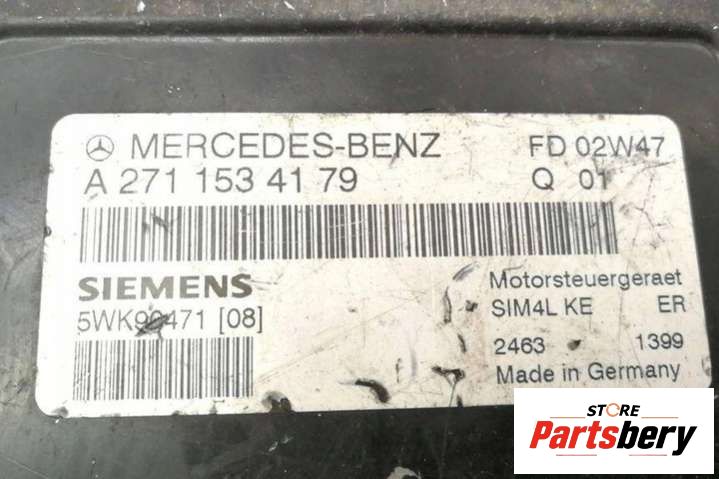 MERCEDES-BENZ FD 02W47
A 271 153 41 79 Q 01
SIEMENS
[08]
Motorsteuergeraet
SIM4L KE ER
2463 1399
Made in Germany
STORE
Partsbery